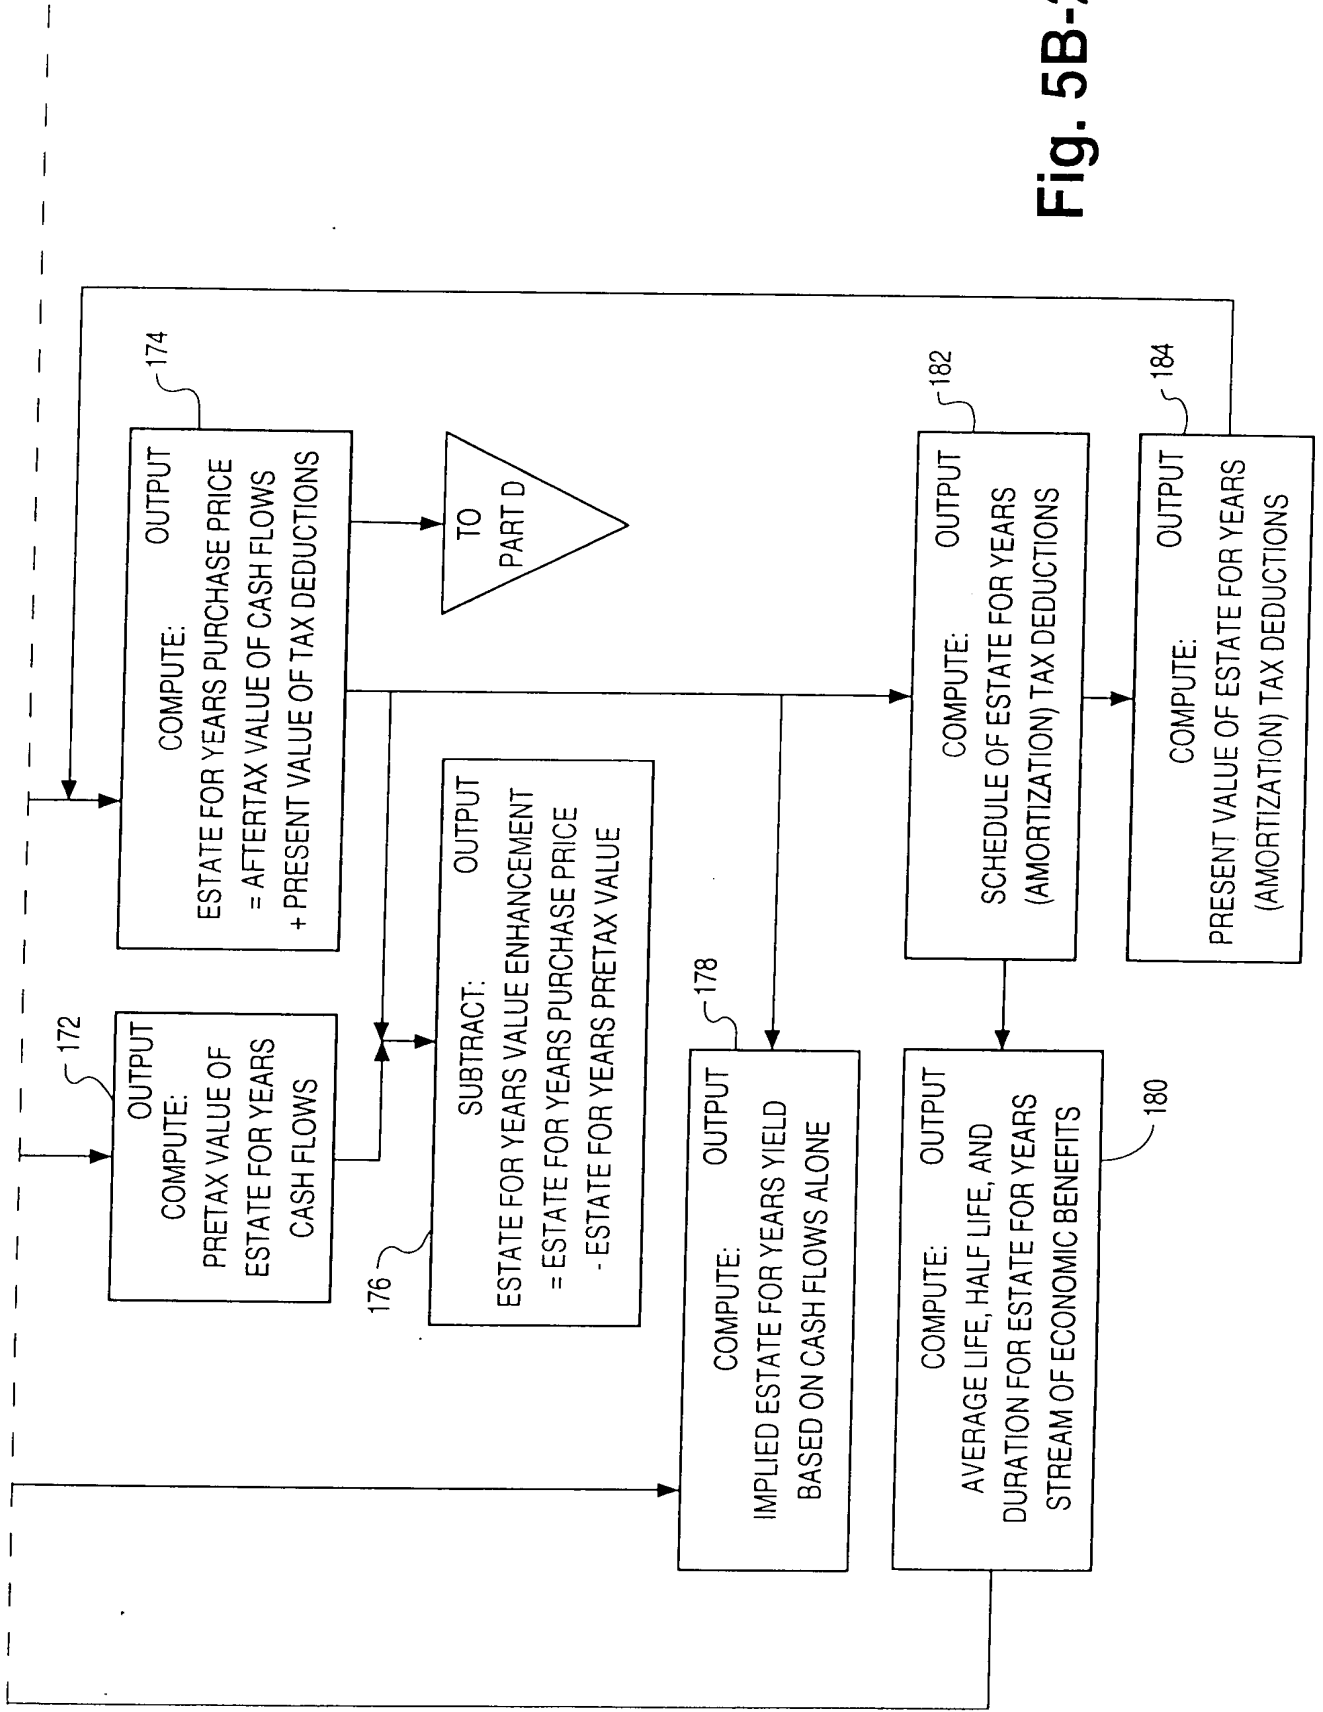 172
OUTPUT
COMPUTE:
PRETAX VALUE OF
ESTATE FOR YEARS
CASH FLOWS
174
COMPUTE: OUTPUT
ESTATE FOR YEARS PURCHASE PRICE
= AFTERTAX VALUE OF CASH FLOWS
+ PRESENT VALUE OF TAX DEDUCTIONS
TO
PART D
176
SUBTRACT: OUTPUT
ESTATE FOR YEARS VALUE ENHANCEMENT
= ESTATE FOR YEARS PURCHASE PRICE
- ESTATE FOR YEARS PRETAX VALUE
178
COMPUTE: OUTPUT
IMPLIED ESTATE FOR YEARS YIELD
BASED ON CASH FLOWS ALONE
182
COMPUTE: OUTPUT
SCHEDULE OF ESTATE FOR YEARS
(AMORTIZATION) TAX DEDUCTIONS
COMPUTE: OUTPUT
AVERAGE LIFE, HALF LIFE, AND
DURATION FOR ESTATE FOR YEARS
STREAM OF ECONOMIC BENEFITS
180
184
COMPUTE: OUTPUT
PRESENT VALUE OF ESTATE FOR YEARS
(AMORTIZATION) TAX DEDUCTIONS
Fig. 5B-2